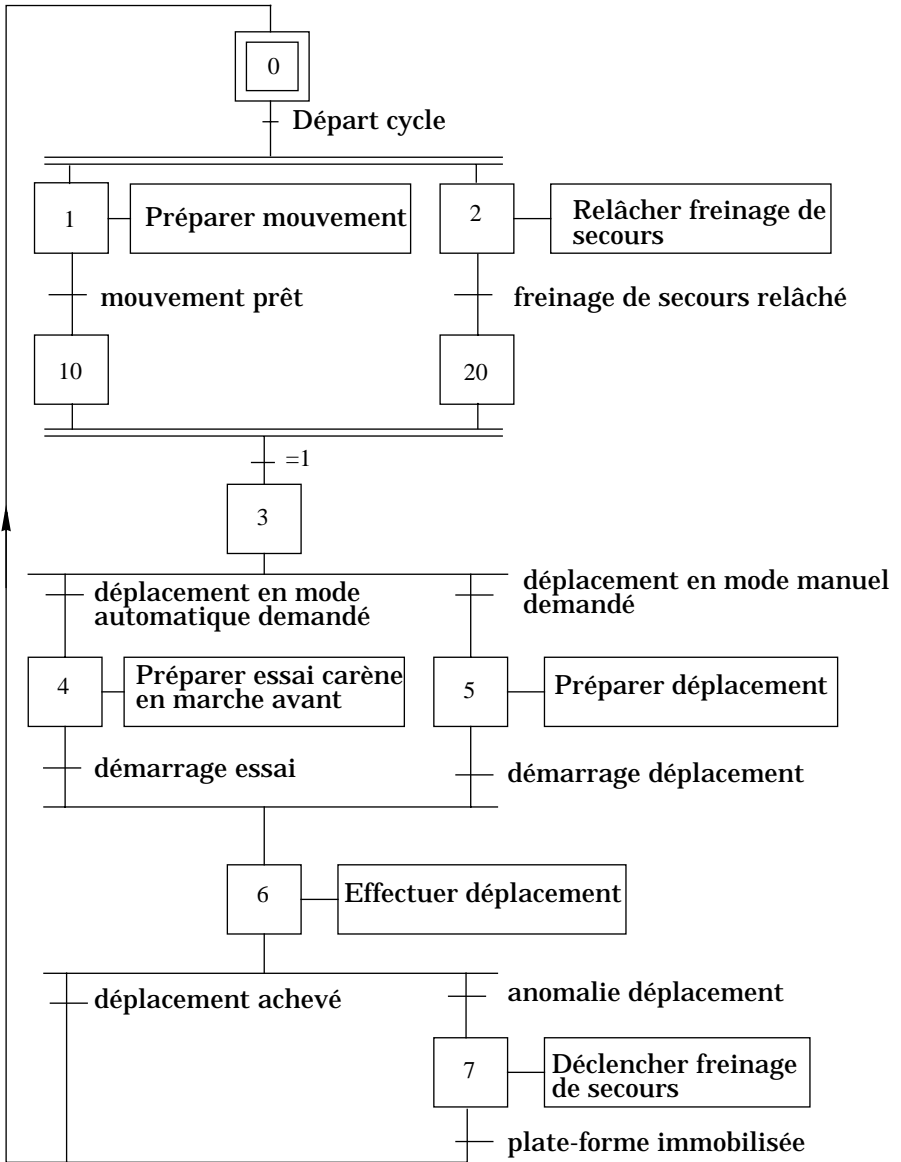 0
Départ cycle
1
Préparer mouvement
2
Relâcher freinage de
secours
mouvement prêt
freinage de secours relâché
10
20
=1
3
déplacement en mode
automatique demandé
déplacement en mode manuel
demandé
4
Préparer essai carène
en marche avant
5
Préparer déplacement
démarrage essai
démarrage déplacement
6
Effectuer déplacement
déplacement achevé
anomalie déplacement
7
Déclencher freinage
de secours
plate-forme immobilisée